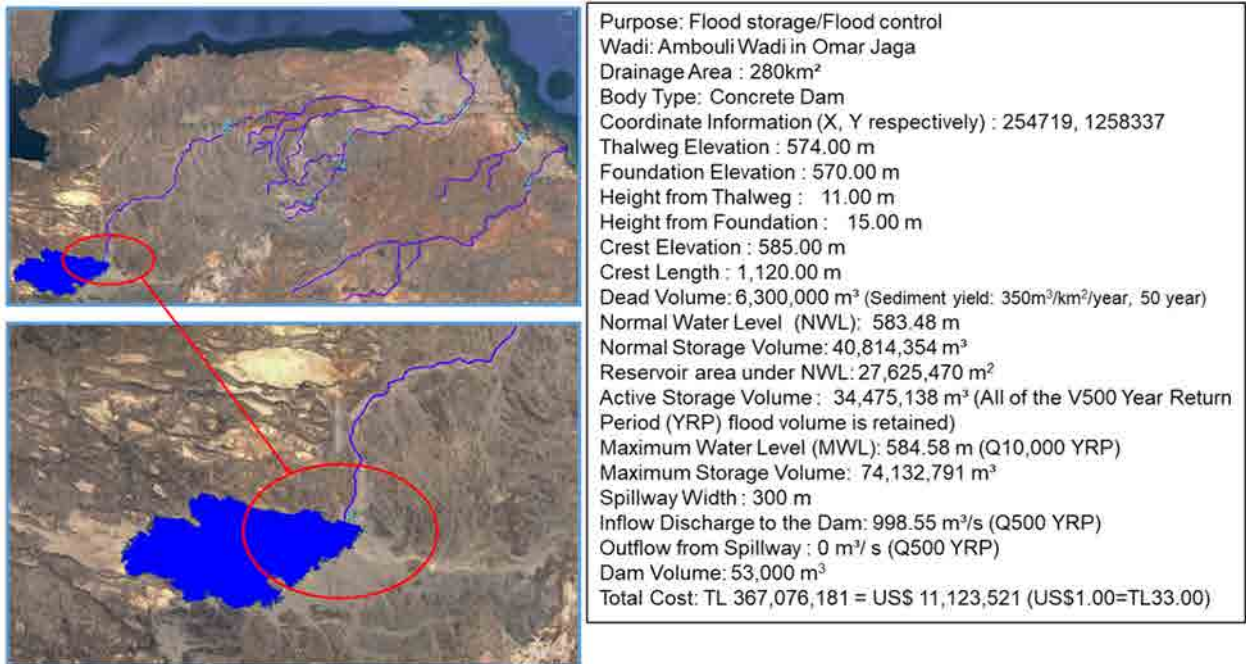 Purpose: Flood storage/Flood control
Wadi: Ambouli Wadi in Omar Jaga
Drainage Area : 280km²
Body Type: Concrete Dam
Coordinate Information (X, Y respectively) : 254719, 1258337
Thalweg Elevation : 574.00 m
Foundation Elevation : 570.00 m
Height from Thalweg : 11.00 m
Height from Foundation : 15.00 m
Crest Elevation : 585.00 m
Crest Length : 1,120.00 m
Dead Volume: 6,300,000 m³ (Sediment yield: 350m³/km²/year, 50 year)
Normal Water Level (NWL): 583.48 m
Normal Storage Volume: 40,814,354 m³
Reservoir area under NWL: 27,625,470 m²
Active Storage Volume : 34,475,138 m³ (All of the V500 Year Return
Period (YRP) flood volume is retained)
Maximum Water Level (MWL): 584.58 m (Q10,000 YRP)
Maximum Storage Volume: 74,132,791 m³
Spillway Width : 300 m
Inflow Discharge to the Dam: 998.55 m³/s (Q500 YRP)
Outflow from Spillway : 0 m³/ s (Q500 YRP)
Dam Volume: 53,000 m³
Total Cost: TL 367,076,181 = US$ 11,123,521 (US$1.00=TL33.00)